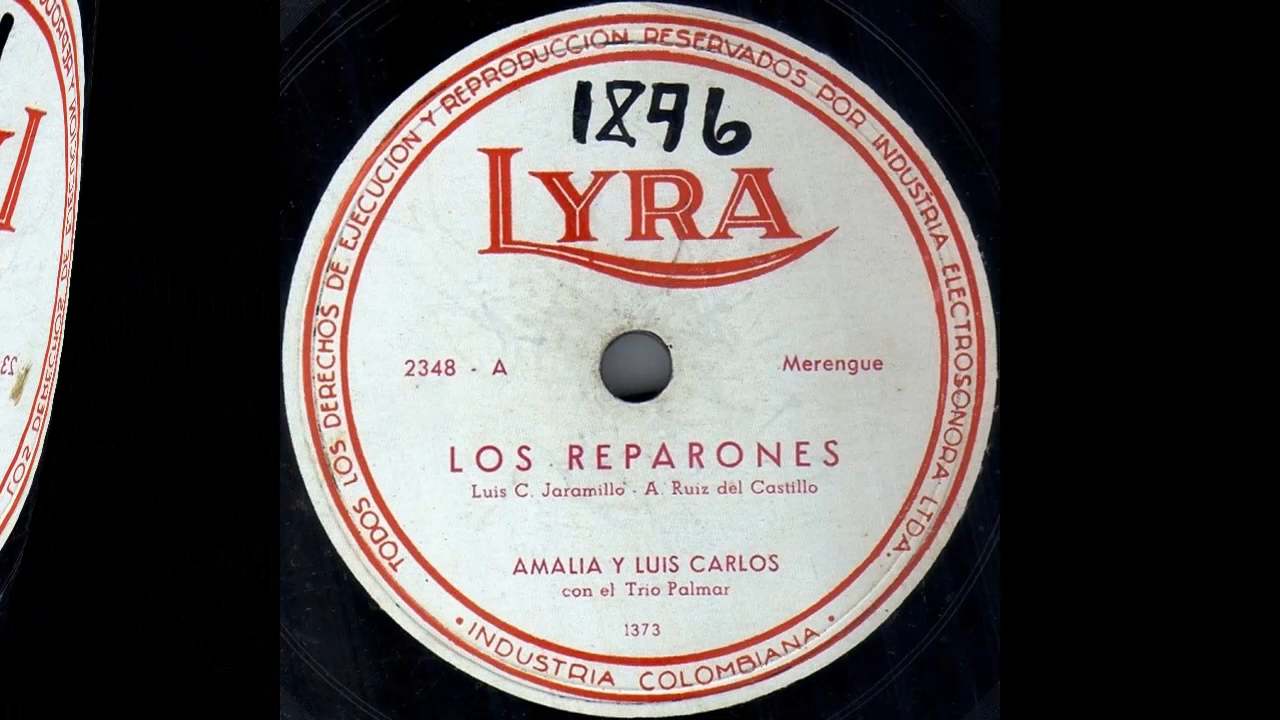 TODOS LOS DERECHOS DE EJECUCION Y REPRODUCCION RESERVADOS POR INDUSTRIA ELECTROSONORA LTDA.
1896
LYRA
2348 - A
Merengue
LOS REPARONES
Luis C. Jaramillo - A. Ruiz del Castillo
AMALIA Y LUIS CARLOS
con el Trio Palmar
1373
• INDUSTRIA COLOMBIANA •